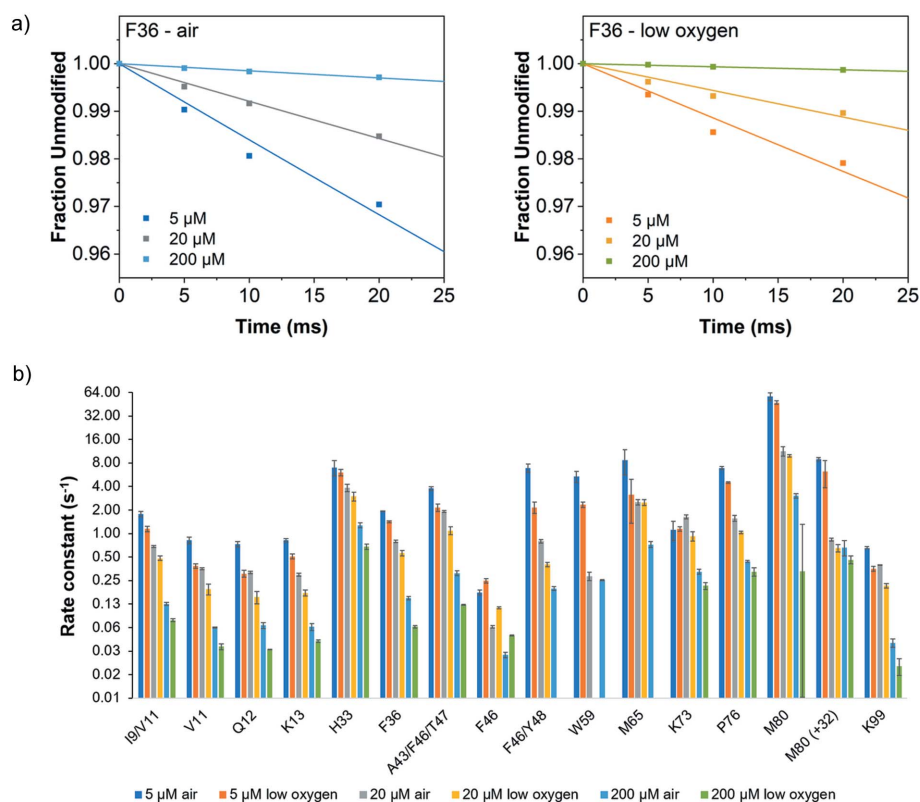 a)
F36 - air
Fraction Unmodified
1.00
0.99
0.98
0.97
0.96
5 µM
20 µM
200 µM
0 5 10 15 20 25
Time (ms)
F36 - low oxygen
Fraction Unmodified
1.00
0.99
0.98
0.97
0.96
5 µM
20 µM
200 µM
0 5 10 15 20 25
Time (ms)
b)
Rate constant (s⁻¹)
64.00
32.00
16.00
8.00
4.00
2.00
1.00
0.50
0.25
0.13
0.06
0.03
0.02
0.01
I9/V11
V11
Q12
K13
H33
F36
A43/F46/T47
F46
F46/Y48
W59
M65
K73
P76
M80
M80 (+32)
K99
5 µM air 5 µM low oxygen 20 µM air 20 µM low oxygen 200 µM air 200 µM low oxygen